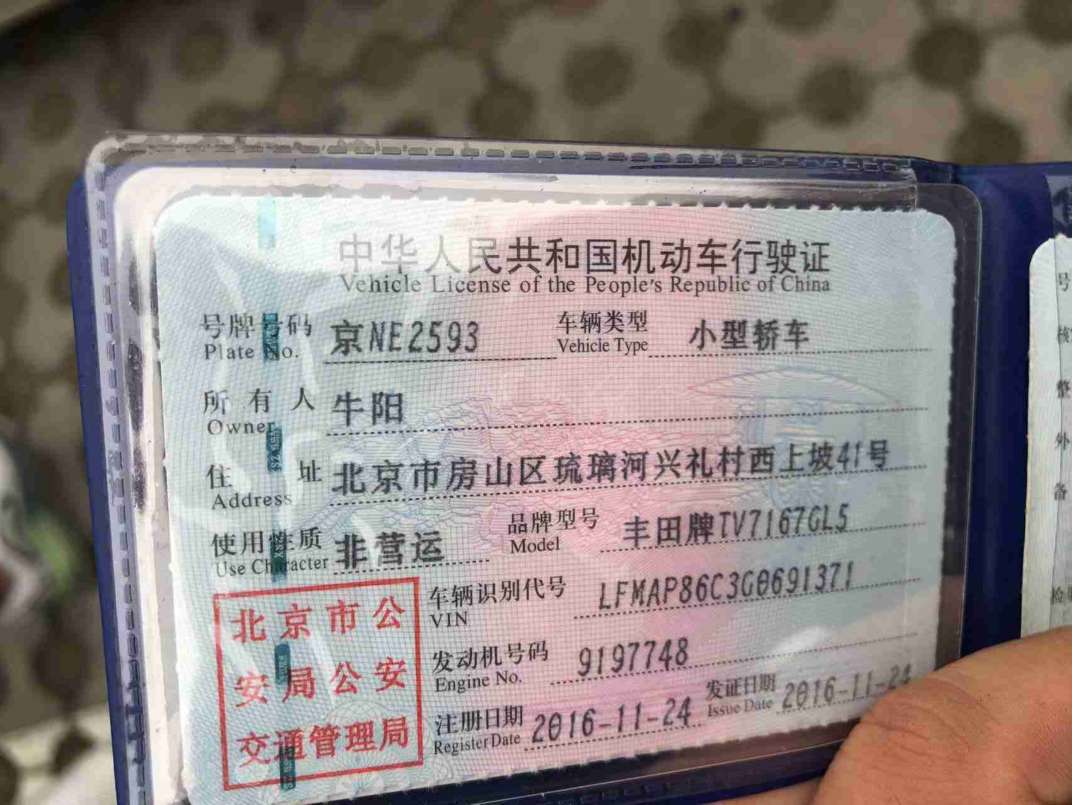 中华人民共和国机动车行驶证
Vehicle License of the People's Republic of China
号牌号码 京NE2593 车辆类型 小型轿车
Plate No. Vehicle Type
所有人 牛阳
Owner
住址 北京市房山区琉璃河兴礼村西上坡41号
Address
使用性质 非营运 品牌型号 丰田牌TV7167GL5
Use Character Model
北京市公
安局公安
交通管理局
车辆识别代号 LFMAP86C3G0691371
VIN
发动机号码 9197748
Engine No.
注册日期 2016-11-24 发证日期 2016-11-24
Register Date Issue Date
号
核
整
外
备
检